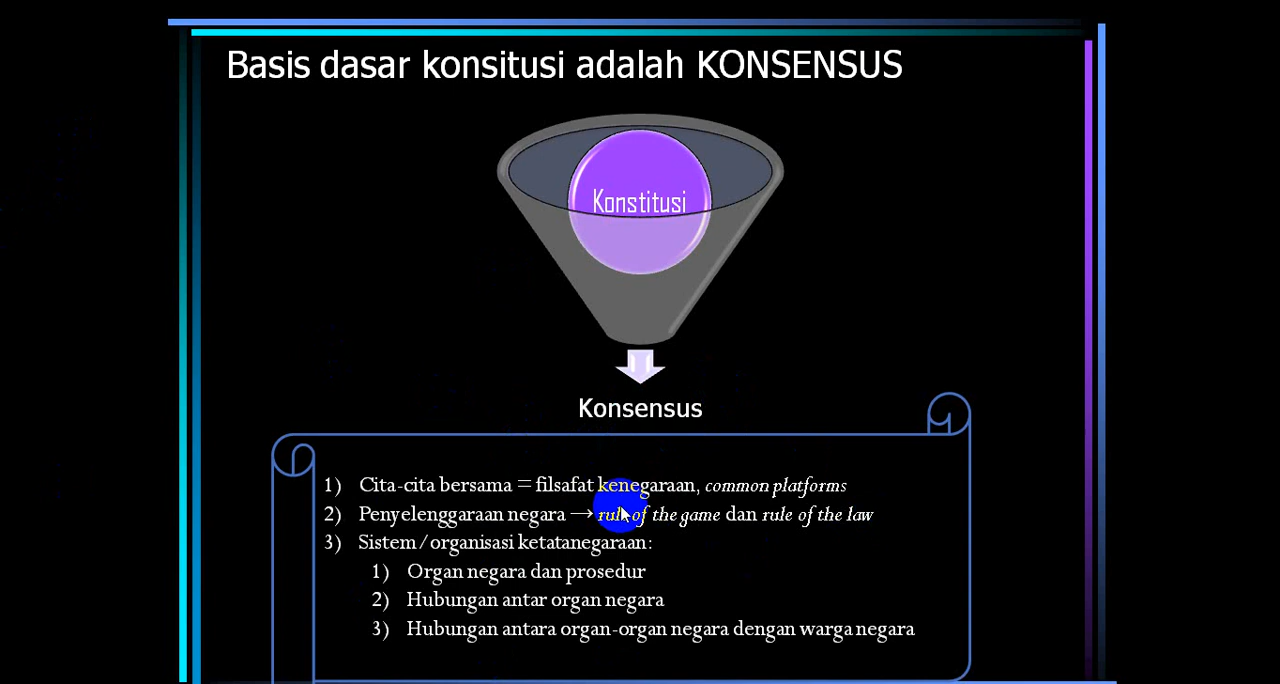 Basis dasar konsitusi adalah KONSENSUS
Konstitusi
Konsensus
1) Cita-cita bersama = filsafat kenegaraan, common platforms
2) Penyelenggaraan negara → rule of the game dan rule of the law
3) Sistem/organisasi ketatanegaraan:
1) Organ negara dan prosedur
2) Hubungan antar organ negara
3) Hubungan antara organ-organ negara dengan warga negara